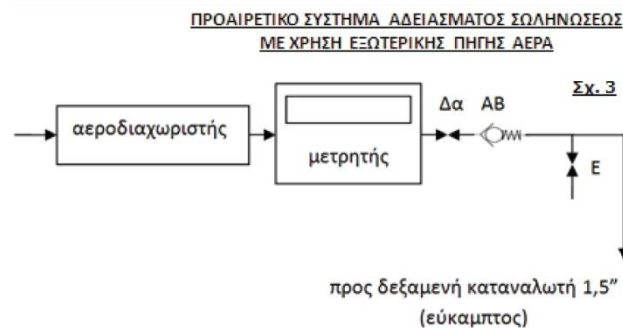 ΠΡΟΑΙΡΕΤΙΚΟ ΣΥΣΤΗΜΑ ΑΔΕΙΑΣΜΑΤΟΣ ΣΩΛΗΝΩΣΕΩΣ
ΜΕ ΧΡΗΣΗ ΕΞΩΤΕΡΙΚΗΣ ΠΗΓΗΣ ΑΕΡΑ
Σχ. 3
αεροδιαχωριστής
μετρητής
Δα ΑΒ
Ε
προς δεξαμενή καταναλωτή 1,5”
(εύκαμπτος)